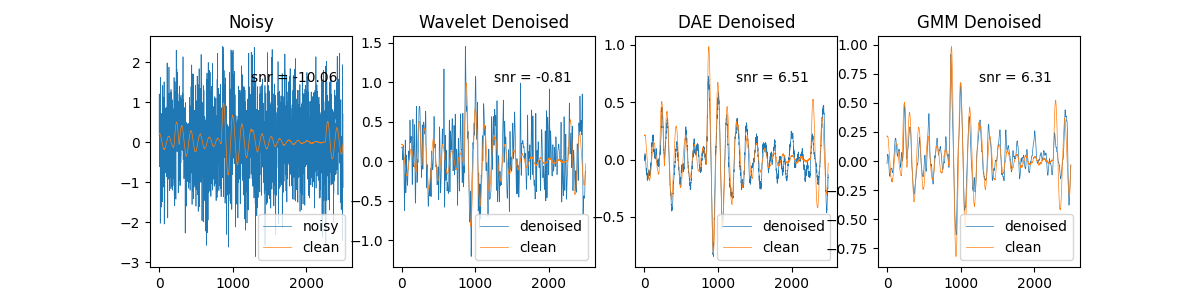 Noisy
snr = -10.06
2
1
0
−1
−2
−3
0
1000
2000
noisy
clean
Wavelet Denoised
snr = -0.81
1.5
1.0
0.5
0.0
−0.5
−1.0
0
1000
2000
denoised
clean
DAE Denoised
snr = 6.51
1.0
0.5
0.0
−0.5
0
1000
2000
denoised
clean
GMM Denoised
snr = 6.31
1.00
0.75
0.50
0.25
0.00
−0.25
−0.50
−0.75
0
1000
2000
denoised
clean